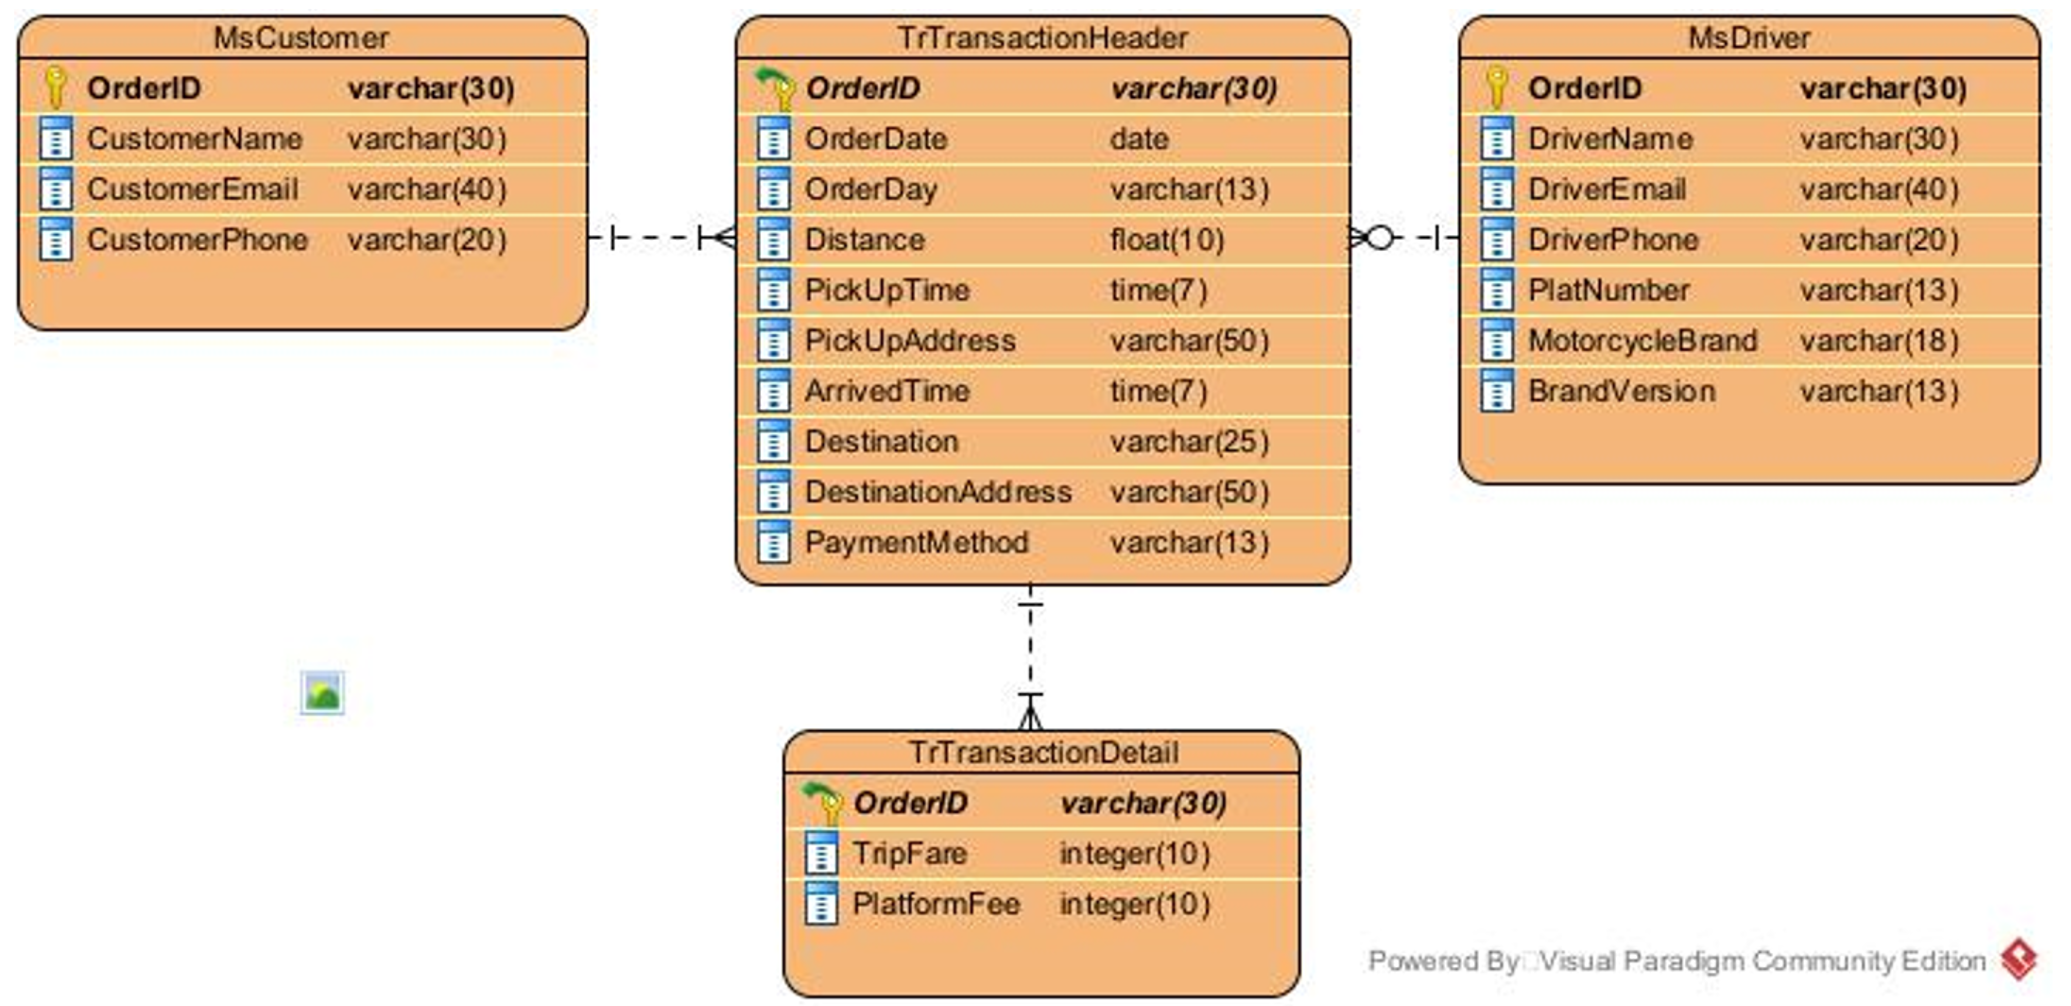 MsCustomer
OrderID varchar(30)
CustomerName varchar(30)
CustomerEmail varchar(40)
CustomerPhone varchar(20)
TrTransactionHeader
OrderID varchar(30)
OrderDate date
OrderDay varchar(13)
Distance float(10)
PickUpTime time(7)
PickUpAddress varchar(50)
ArrivedTime time(7)
Destination varchar(25)
DestinationAddress varchar(50)
PaymentMethod varchar(13)
MsDriver
OrderID varchar(30)
DriverName varchar(30)
DriverEmail varchar(40)
DriverPhone varchar(20)
PlatNumber varchar(13)
MotorcycleBrand varchar(18)
BrandVersion varchar(13)
TrTransactionDetail
OrderID varchar(30)
TripFare integer(10)
PlatformFee integer(10)
Powered By Visual Paradigm Community Edition